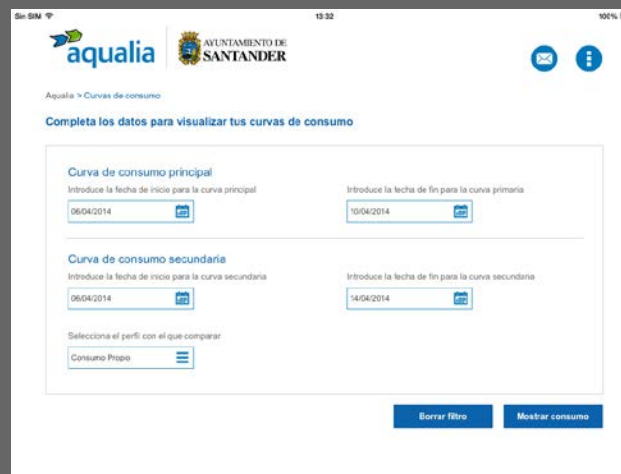 Sin SIM
13:32
100%
aqualia
AYUNTAMIENTO DE
SANTANDER
Aqualia > Curvas de consumo
Completa los datos para visualizar tus curvas de consumo
Curva de consumo principal
Introduce la fecha de inicio para la curva principal
Introduce la fecha de fin para la curva primaria
06/04/2014
10/04/2014
Curva de consumo secundaria
Introduce la fecha de inicio para la curva secundaria
Introduce la fecha de fin para la curva secundaria
06/04/2014
14/04/2014
Selecciona el perfil con el que comparar
Consumo Propio
Borrar filtro
Mostrar consumo